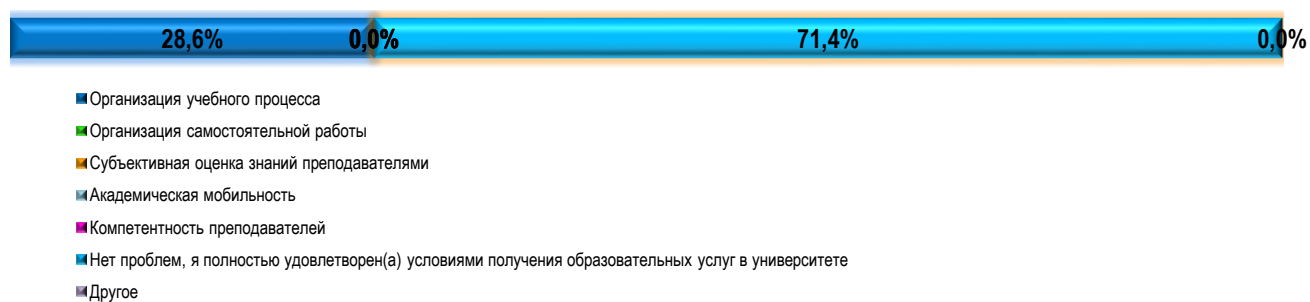 28,6% 0,0% 71,4% 0,0%
Организация учебного процесса
Организация самостоятельной работы
Субъективная оценка знаний преподавателями
Академическая мобильность
Компетентность преподавателей
Нет проблем, я полностью удовлетворен(а) условиями получения образовательных услуг в университете
Другое